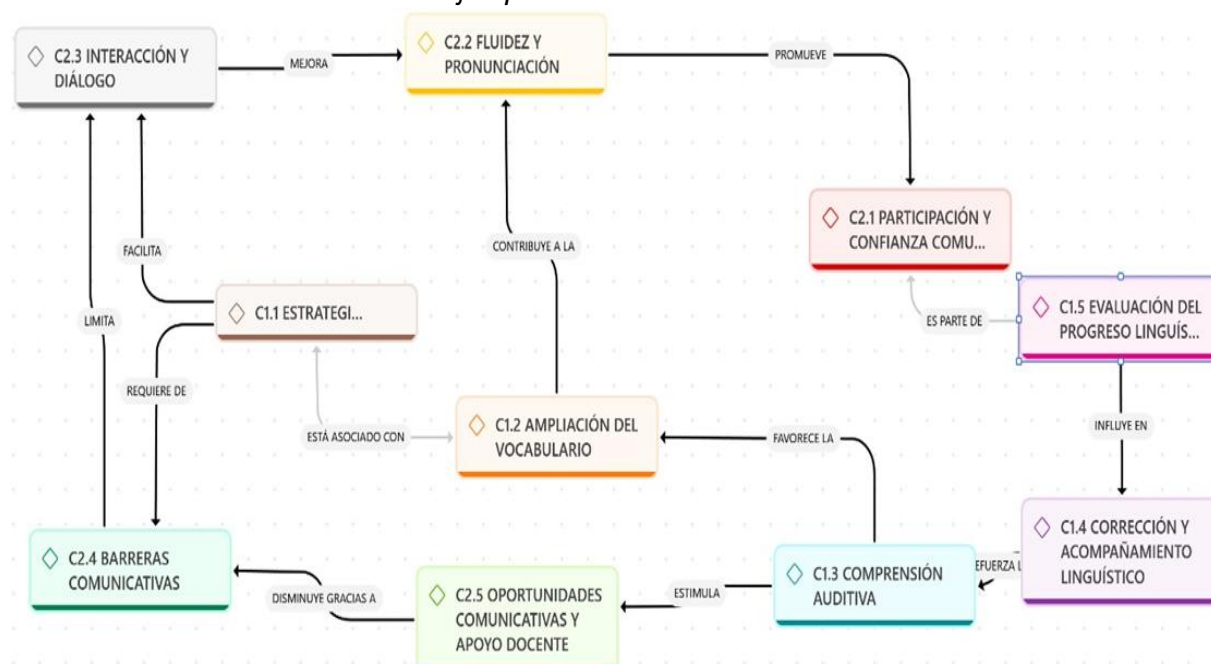 C2.3 INTERACCIÓN Y
DIÁLOGO
MEJORA
C2.2 FLUIDEZ Y
PRONUNCIACIÓN
PROMUEVE
C2.1 PARTICIPACIÓN Y
CONFIANZA COMU...
FACILITA
CONTRIBUYE A LA
C1.1 ESTRATEGI...
LIMITA
ES PARTE DE
C1.5 EVALUACIÓN DEL
PROGRESO LINGUÍS...
REQUIERE DE
ESTÁ ASOCIADO CON
C1.2 AMPLIACIÓN DEL
VOCABULARIO
FAVORECE LA
INFLUYE EN
C2.4 BARRERAS
COMUNICATIVAS
DISMINUYE GRACIAS A
C2.5 OPORTUNIDADES
COMUNICATIVAS Y
APOYO DOCENTE
ESTIMULA
C1.3 COMPRENSIÓN
AUDITIVA
EFUERZA L
C1.4 CORRECCIÓN Y
ACOMPAÑAMIENTO
LINGUÍSTICO